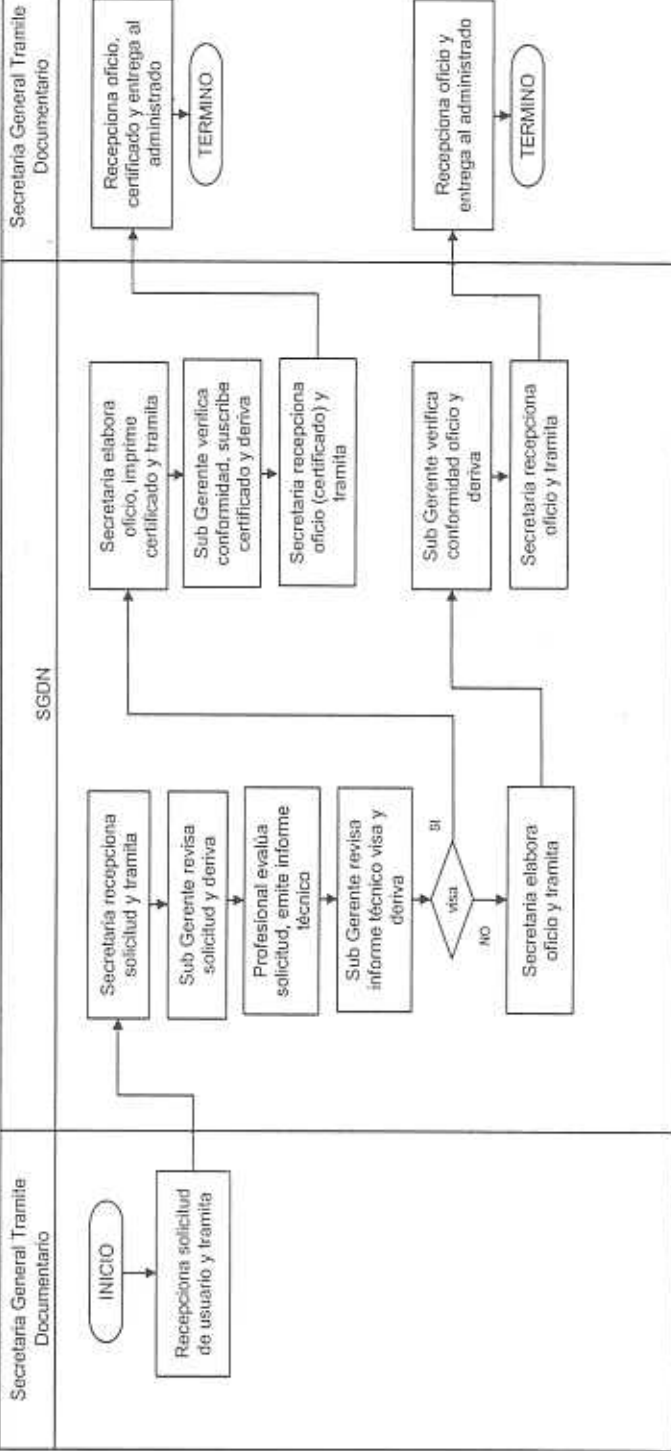 Secretaria General Tramite
Documentario
INICIO
Recepciona solicitud
de usuario y tramita
SGDN
Secretaria recepciona
solicitud y tramita
Sub Gerente revisa
solicitud y deriva
Profesional evalúa
solicitud, emite informe
técnico
Sub Gerente revisa
informe técnico visa y
deriva
visa
SI
NO
Secretaria elabora
oficio y tramita
Secretaria elabora
oficio, imprime
certificado y tramita
Sub Gerente verifica
conformidad, suscribe
certificado y deriva
Secretaria recepciona
oficio (certificado) y
tramita
Sub Gerente verifica
conformidad oficio y
deriva
Secretaria recepciona
oficio y tramita
Secretaria General Tramite
Documentario
Recepciona oficio,
certificado y entrega al
administrado
TERMINO
Recepciona oficio y
entrega al administrado
TERMINO